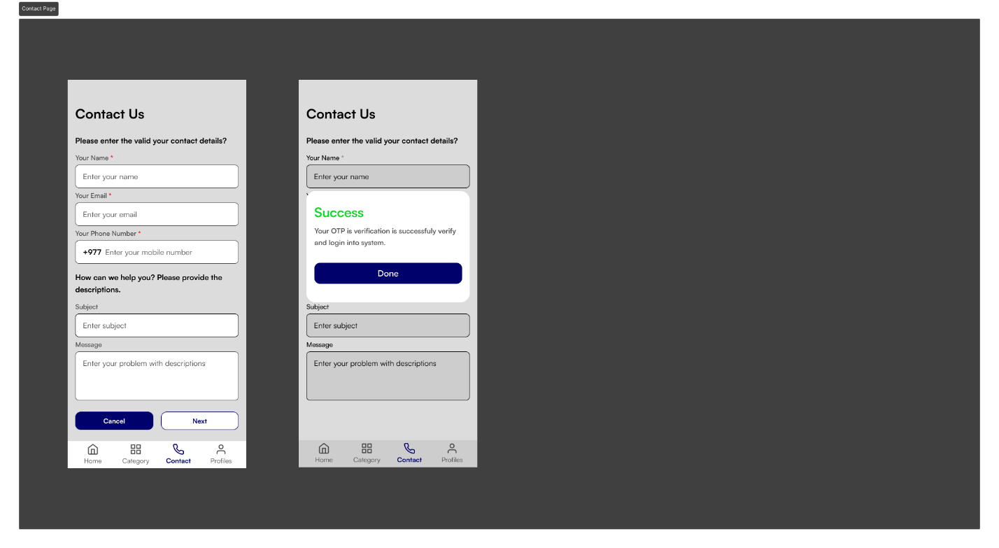 Contact Page
Contact Us
Please enter the valid your contact details?
Your Name *
Enter your name
Your Email *
Enter your email
Your Phone Number *
+977 Enter your mobile number
How can we help you? Please provide the
descriptions.
Subject
Enter subject
Message
Enter your problem with descriptions
Cancel
Next
Home
Category
Contact
Profiles
Contact Us
Please enter the valid your contact details?
Your Name *
Enter your name
Success
Your OTP is verification is successfuly verify
and login into system.
Done
Subject
Enter subject
Message
Enter your problem with descriptions
Home
Category
Contact
Profiles